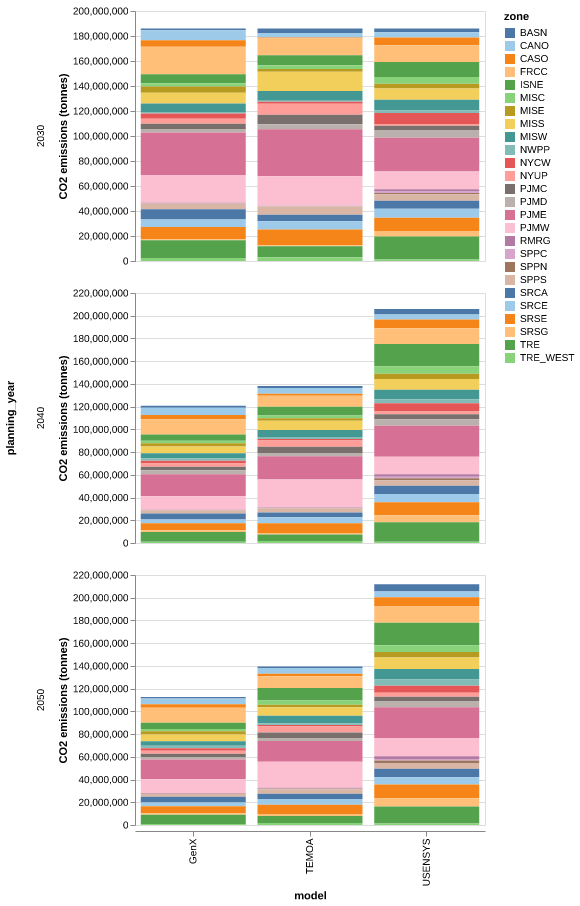 zone
BASN
CANO
CASO
FRCC
ISNE
MISC
MISE
MISS
MISW
NWPP
NYCW
NYUP
PJMC
PJMD
PJME
PJMW
RMRG
SPPC
SPPN
SPPS
SRCA
SRCE
SRSE
SRSG
TRE
TRE_WEST
planning_year
2030
CO2 emissions (tonnes)
200,000,000
180,000,000
160,000,000
140,000,000
120,000,000
100,000,000
80,000,000
60,000,000
40,000,000
20,000,000
0
2040
CO2 emissions (tonnes)
220,000,000
200,000,000
180,000,000
160,000,000
140,000,000
120,000,000
100,000,000
80,000,000
60,000,000
40,000,000
20,000,000
0
2050
CO2 emissions (tonnes)
220,000,000
200,000,000
180,000,000
160,000,000
140,000,000
120,000,000
100,000,000
80,000,000
60,000,000
40,000,000
20,000,000
0
GenX
TEMOA
USENSYS
model